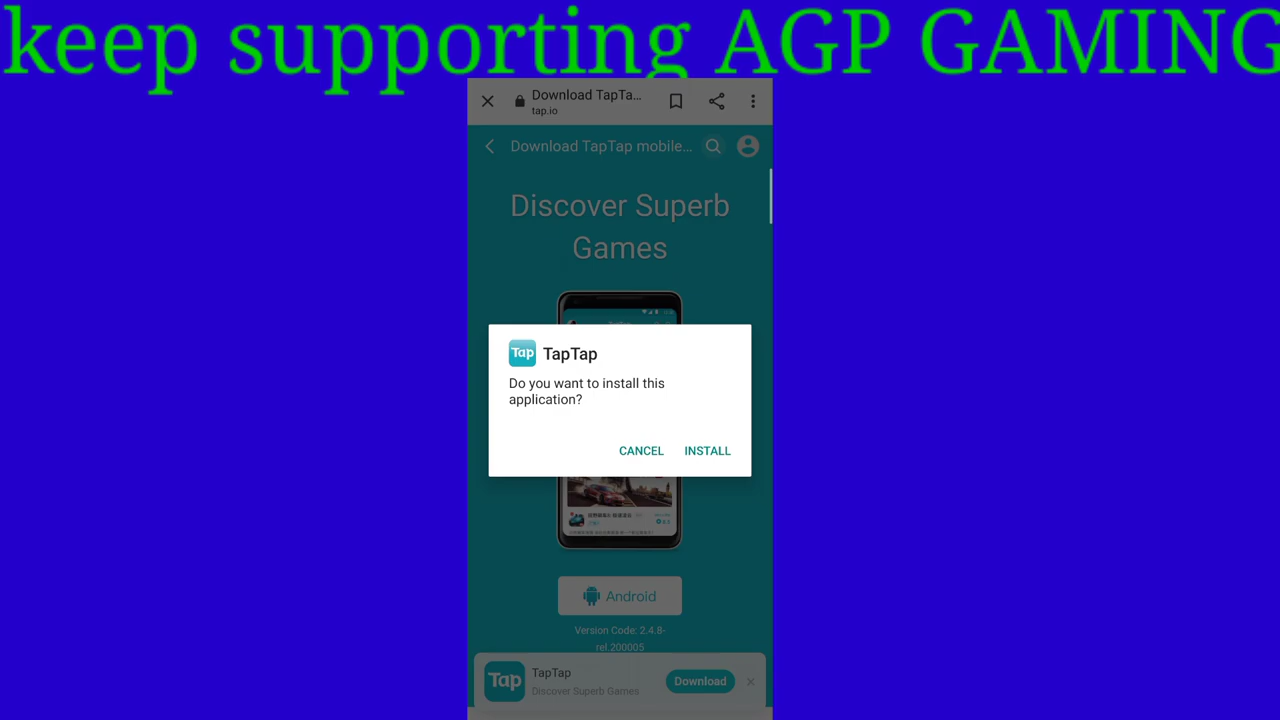 keep supporting AGP GAMING
Download TapTa...
tap.io
Download TapTap mobile...
Discover Superb
Games
Tap TapTap
Do you want to install this
application?
CANCEL INSTALL
Android
Version Code: 2.4.8-
rel.200005
Tap
TapTap
Discover Superb Games
Download